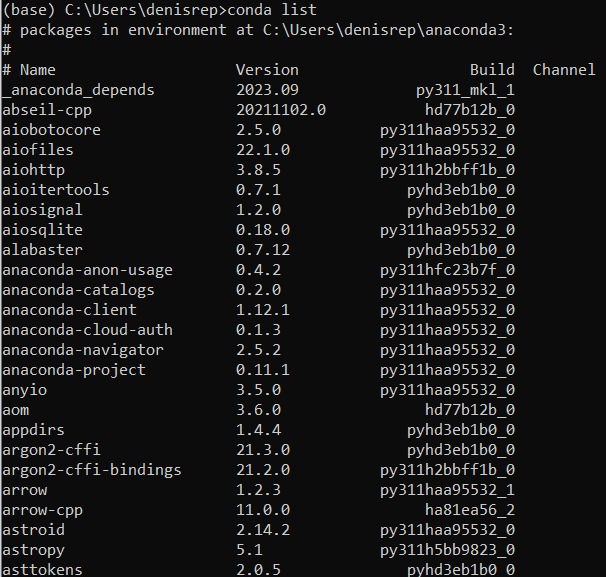 (base) C:\Users\denisrep>conda list
# packages in environment at C:\Users\denisrep\anaconda3:
#
# Name Version Build Channel
_anaconda_depends 2023.09 py311_mkl_1
abseil-cpp 20211102.0 hd77b12b_0
aiobotocore 2.5.0 py311haa95532_0
aiofiles 22.1.0 py311haa95532_0
aiohttp 3.8.5 py311h2bbff1b_0
aioitertools 0.7.1 pyhd3eb1b0_0
aiosignal 1.2.0 pyhd3eb1b0_0
aiosqlite 0.18.0 py311haa95532_0
alabaster 0.7.12 pyhd3eb1b0_0
anaconda-anon-usage 0.4.2 py311hfc23b7f_0
anaconda-catalogs 0.2.0 py311haa95532_0
anaconda-client 1.12.1 py311haa95532_0
anaconda-cloud-auth 0.1.3 py311haa95532_0
anaconda-navigator 2.5.2 py311haa95532_0
anaconda-project 0.11.1 py311haa95532_0
anyio 3.5.0 py311haa95532_0
aom 3.6.0 hd77b12b_0
appdirs 1.4.4 pyhd3eb1b0_0
argon2-cffi 21.3.0 pyhd3eb1b0_0
argon2-cffi-bindings 21.2.0 py311h2bbff1b_0
arrow 1.2.3 py311haa95532_1
arrow-cpp 11.0.0 ha81ea56_2
astroid 2.14.2 py311haa95532_0
astropy 5.1 py311h5bb9823_0
asttokens 2.0.5 pyhd3eb1b0_0